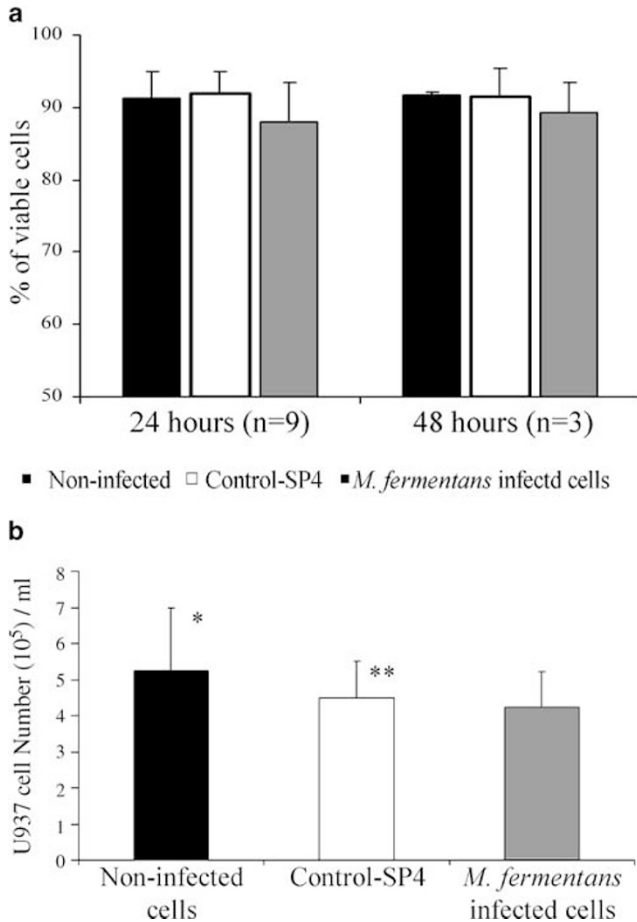 a
% of viable cells
100
90
80
70
90
50
24 hours (n=9) 48 hours (n=3)
Non-infected Control-SP4 M. fermentans infectd cells
b
U937 cell Number (10⁵) / ml
8
7
6
5
4
3
2
1
0
*
**
Non-infected cells
Control-SP4
M. fermentans
infected cells